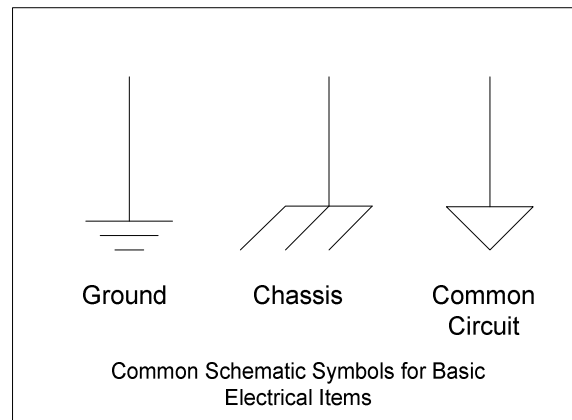 Ground
Chassis
Common
Circuit
Common Schematic Symbols for Basic
Electrical Items